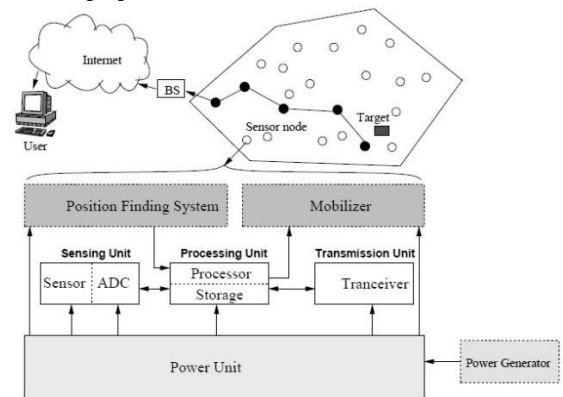 Internet
BS
User
Sensor node
Target
Position Finding System
Mobilizer
Sensing Unit
Processing Unit
Transmission Unit
Sensor
ADC
Processor
Storage
Tranceiver
Power Unit
Power Generator